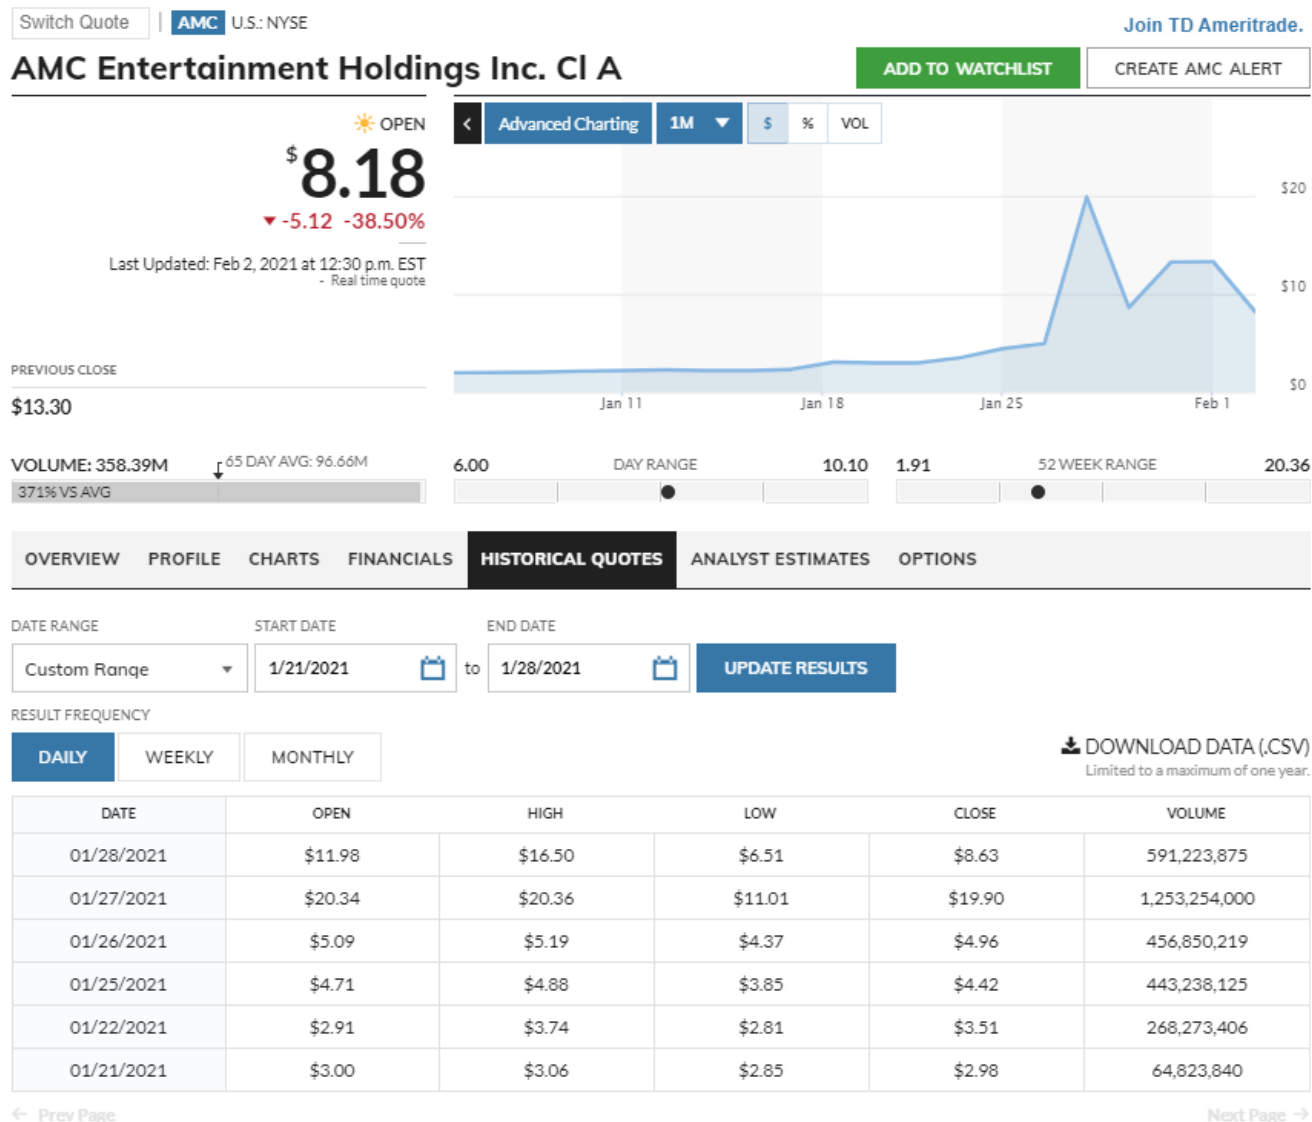 Switch Quote | AMC U.S.: NYSE
Join TD Ameritrade.
AMC Entertainment Holdings Inc. Cl A
ADD TO WATCHLIST
CREATE AMC ALERT
OPEN
$8.18
-5.12 -38.50%
Last Updated: Feb 2, 2021 at 12:30 p.m. EST
- Real time quote
PREVIOUS CLOSE
$13.30
< Advanced Charting 1M $ % VOL
$20
$10
$0
Jan 11 Jan 18 Jan 25 Feb 1
VOLUME: 358.39M 65 DAY AVG: 96.66M
371% VS AVG
6.00 DAY RANGE 10.10
1.91 52 WEEK RANGE 20.36
OVERVIEW PROFILE CHARTS FINANCIALS HISTORICAL QUOTES ANALYST ESTIMATES OPTIONS
DATE RANGE START DATE END DATE
Custom Range 1/21/2021 to 1/28/2021 UPDATE RESULTS
RESULT FREQUENCY
DAILY WEEKLY MONTHLY
DOWNLOAD DATA (.CSV)
Limited to a maximum of one year.
DATE OPEN HIGH LOW CLOSE VOLUME
01/28/2021 $11.98 $16.50 $6.51 $8.63 591,223,875
01/27/2021 $20.34 $20.36 $11.01 $19.90 1,253,254,000
01/26/2021 $5.09 $5.19 $4.37 $4.96 456,850,219
01/25/2021 $4.71 $4.88 $3.85 $4.42 443,238,125
01/22/2021 $2.91 $3.74 $2.81 $3.51 268,273,406
01/21/2021 $3.00 $3.06 $2.85 $2.98 64,823,840
← Prev Page Next Page →